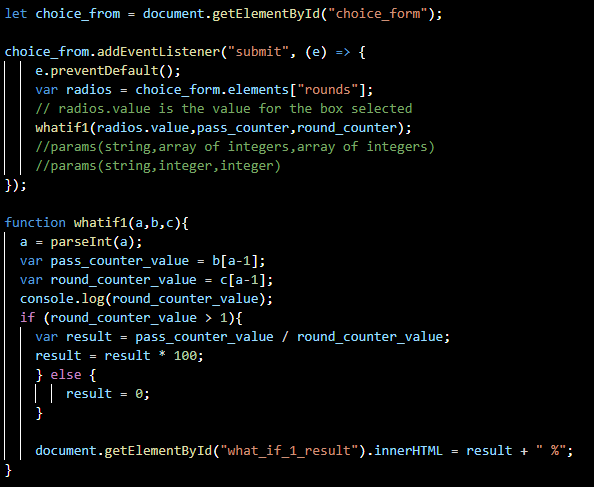 let choice_from = document.getElementById("choice_form");
choice_from.addEventListener("submit", (e) => {
e.preventDefault();
var radios = choice_form.elements["rounds"];
// radios.value is the value for the box selected
whatif1(radios.value,pass_counter,round_counter);
//params(string,array of integers,array of integers)
//params(string,integer,integer)
});
function whatif1(a,b,c){
a = parseInt(a);
var pass_counter_value = b[a-1];
var round_counter_value = c[a-1];
console.log(round_counter_value);
if (round_counter_value > 1){
var result = pass_counter_value / round_counter_value;
result = result * 100;
} else {
result = 0;
}
document.getElementById("what_if_1_result").innerHTML = result + " %";
}